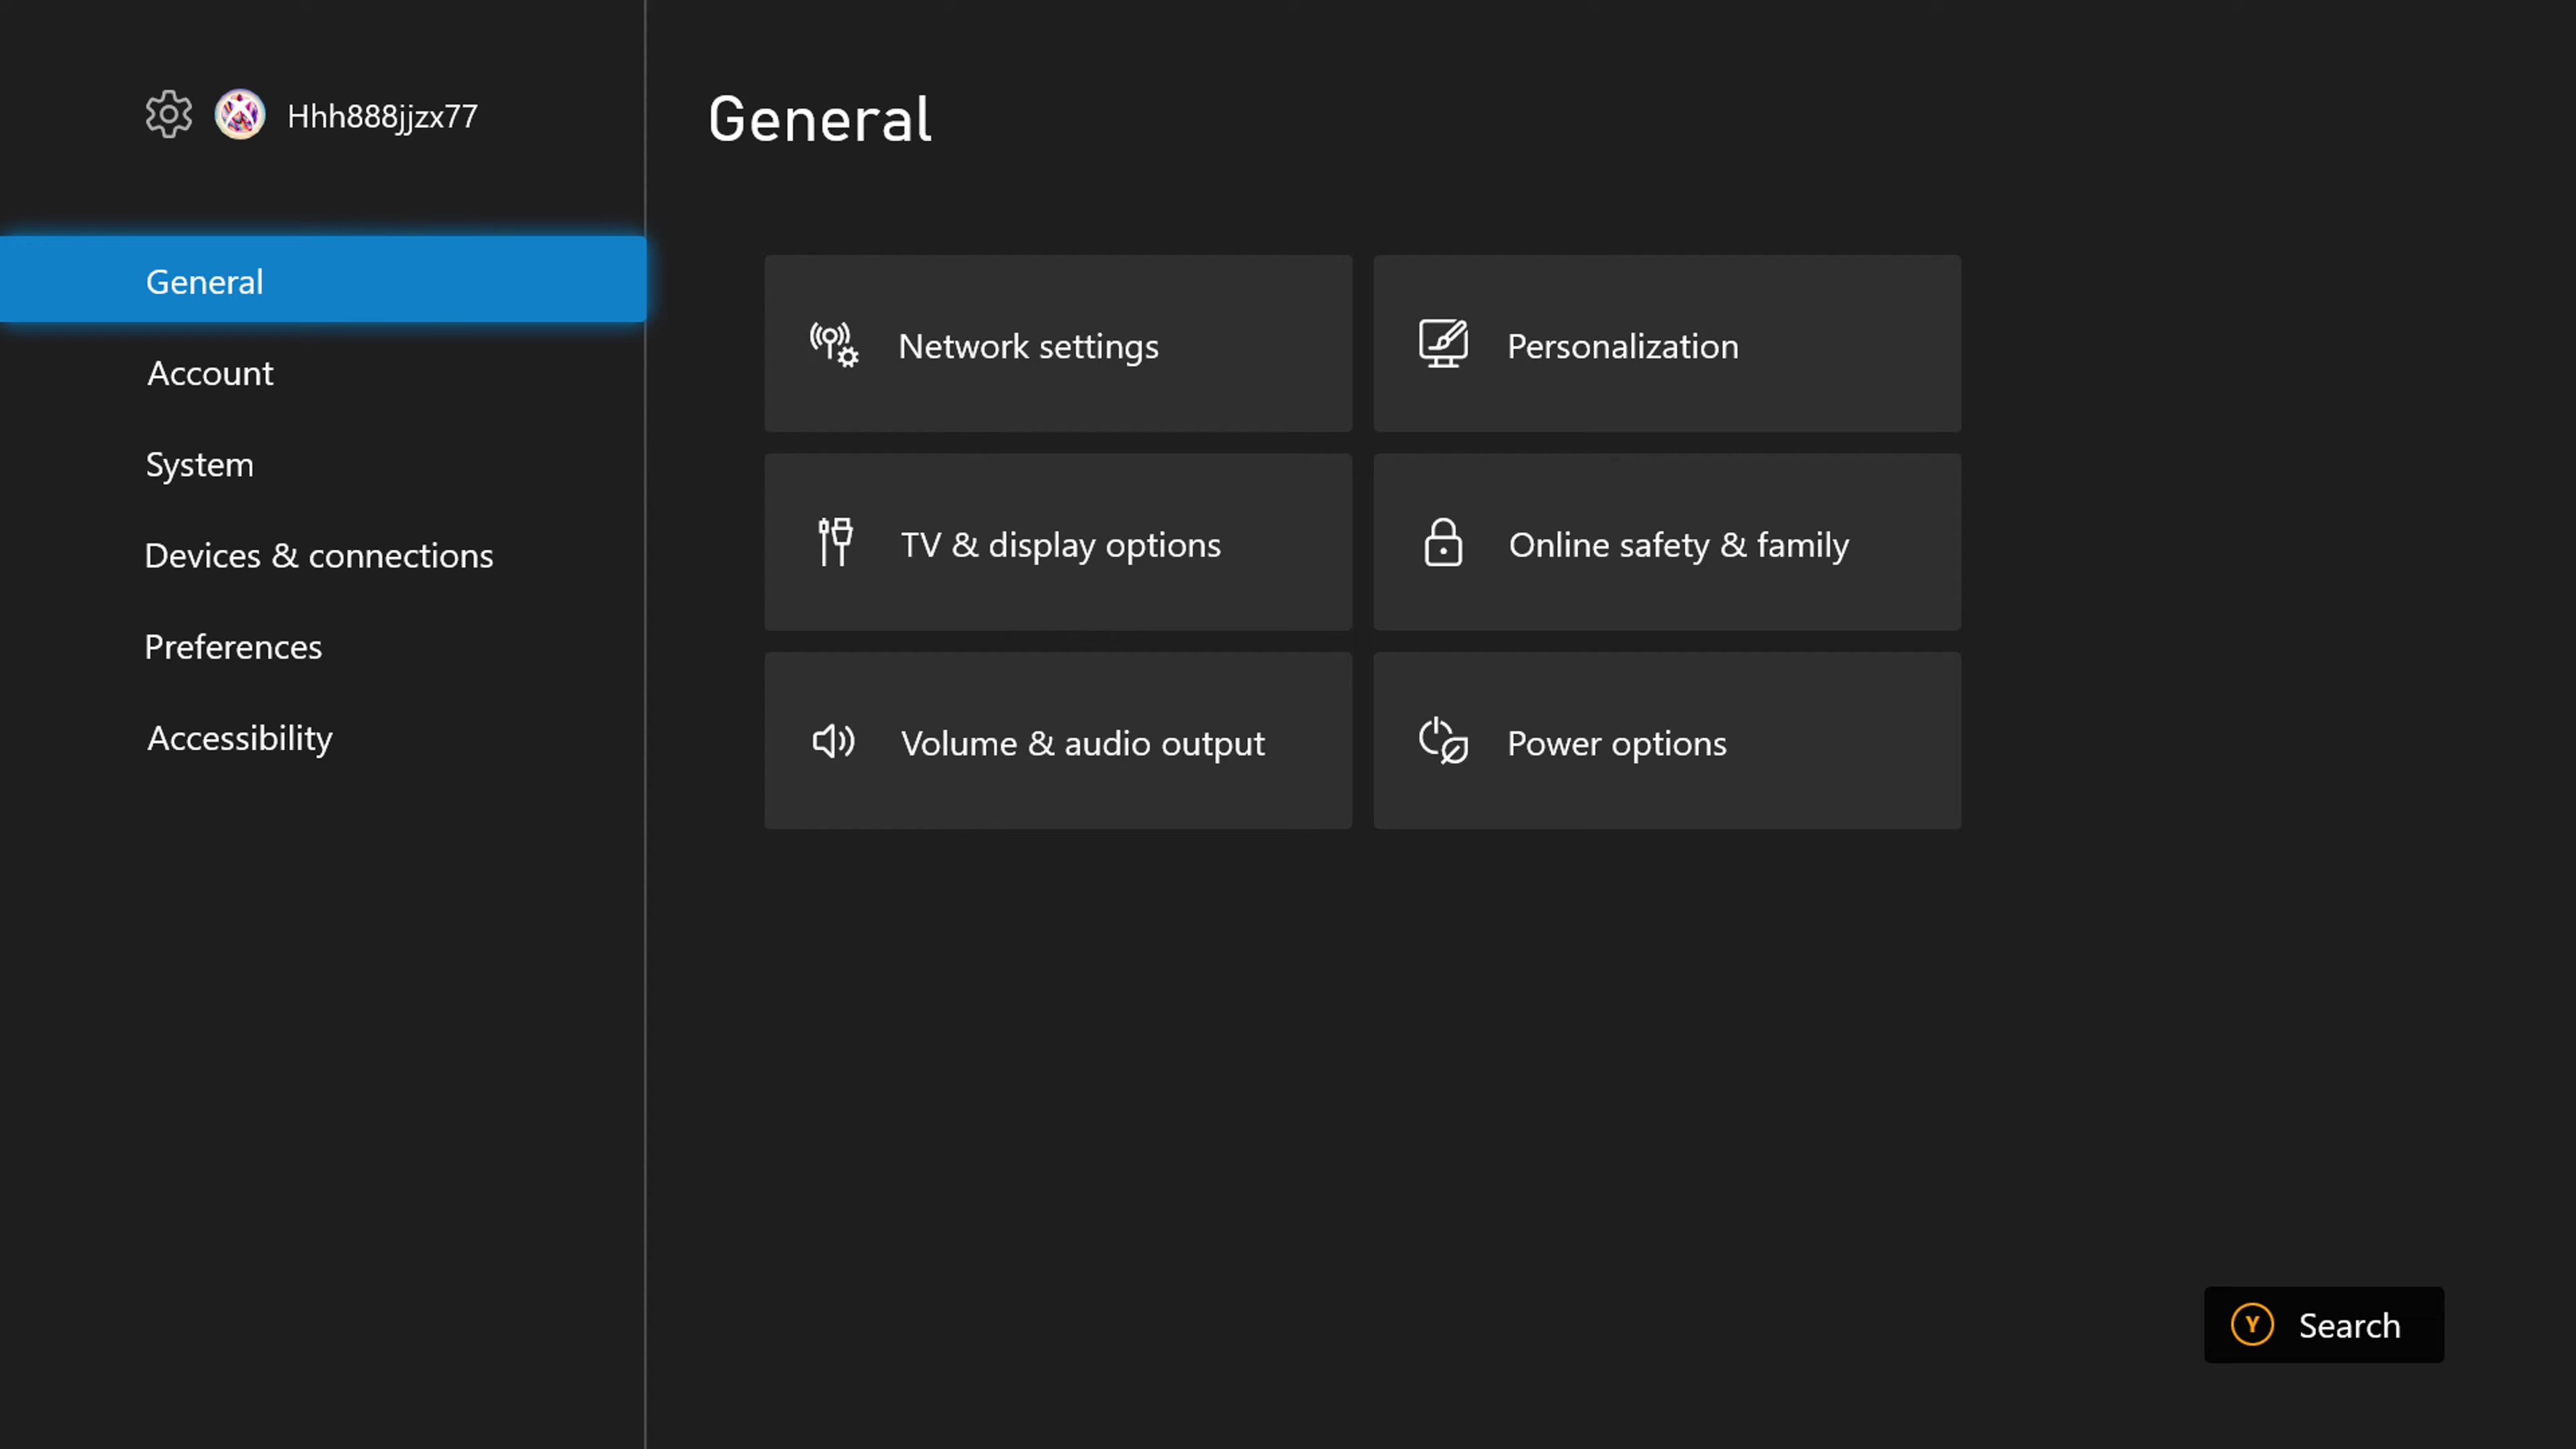 Hhh888jjzx77
General
Account
System
Devices & connections
Preferences
Accessibility
General
Network settings
Personalization
TV & display options
Online safety & family
Volume & audio output
Power options
Y Search